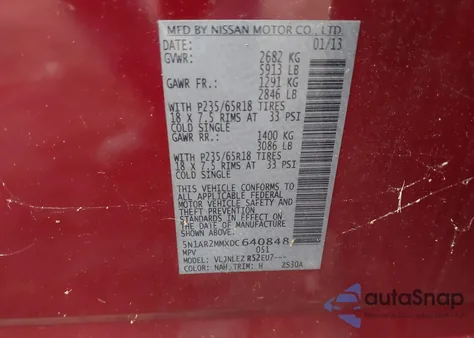 MFD BY NISSAN MOTOR CO.,LTD.
DATE: 01/13
GVWR: 2682 KG
5913 LB
GAWR FR.: 1291 KG
2846 LB
WITH P235/65R18 TIRES
18 X 7.5 RIMS AT 33 PSI
COLD SINGLE
GAWR RR.: 1400 KG
3086 LB
WITH P235/65R18 TIRES
18 X 7.5 RIMS AT 33 PSI
COLD SINGLE
THIS VEHICLE CONFORMS TO
ALL APPLICABLE FEDERAL
MOTOR VEHICLE SAFETY AND
THEFT PREVENTION
STANDARDS IN EFFECT ON THE
DATE OF MANUFACTURE
SHOWN ABOVE.
5N1AR2MMXDC640848
MPV 0S1
MODEL: VLJNLEZ R52EU7---
COLOR: NAH,TRIM: H 2530A
autoSnap